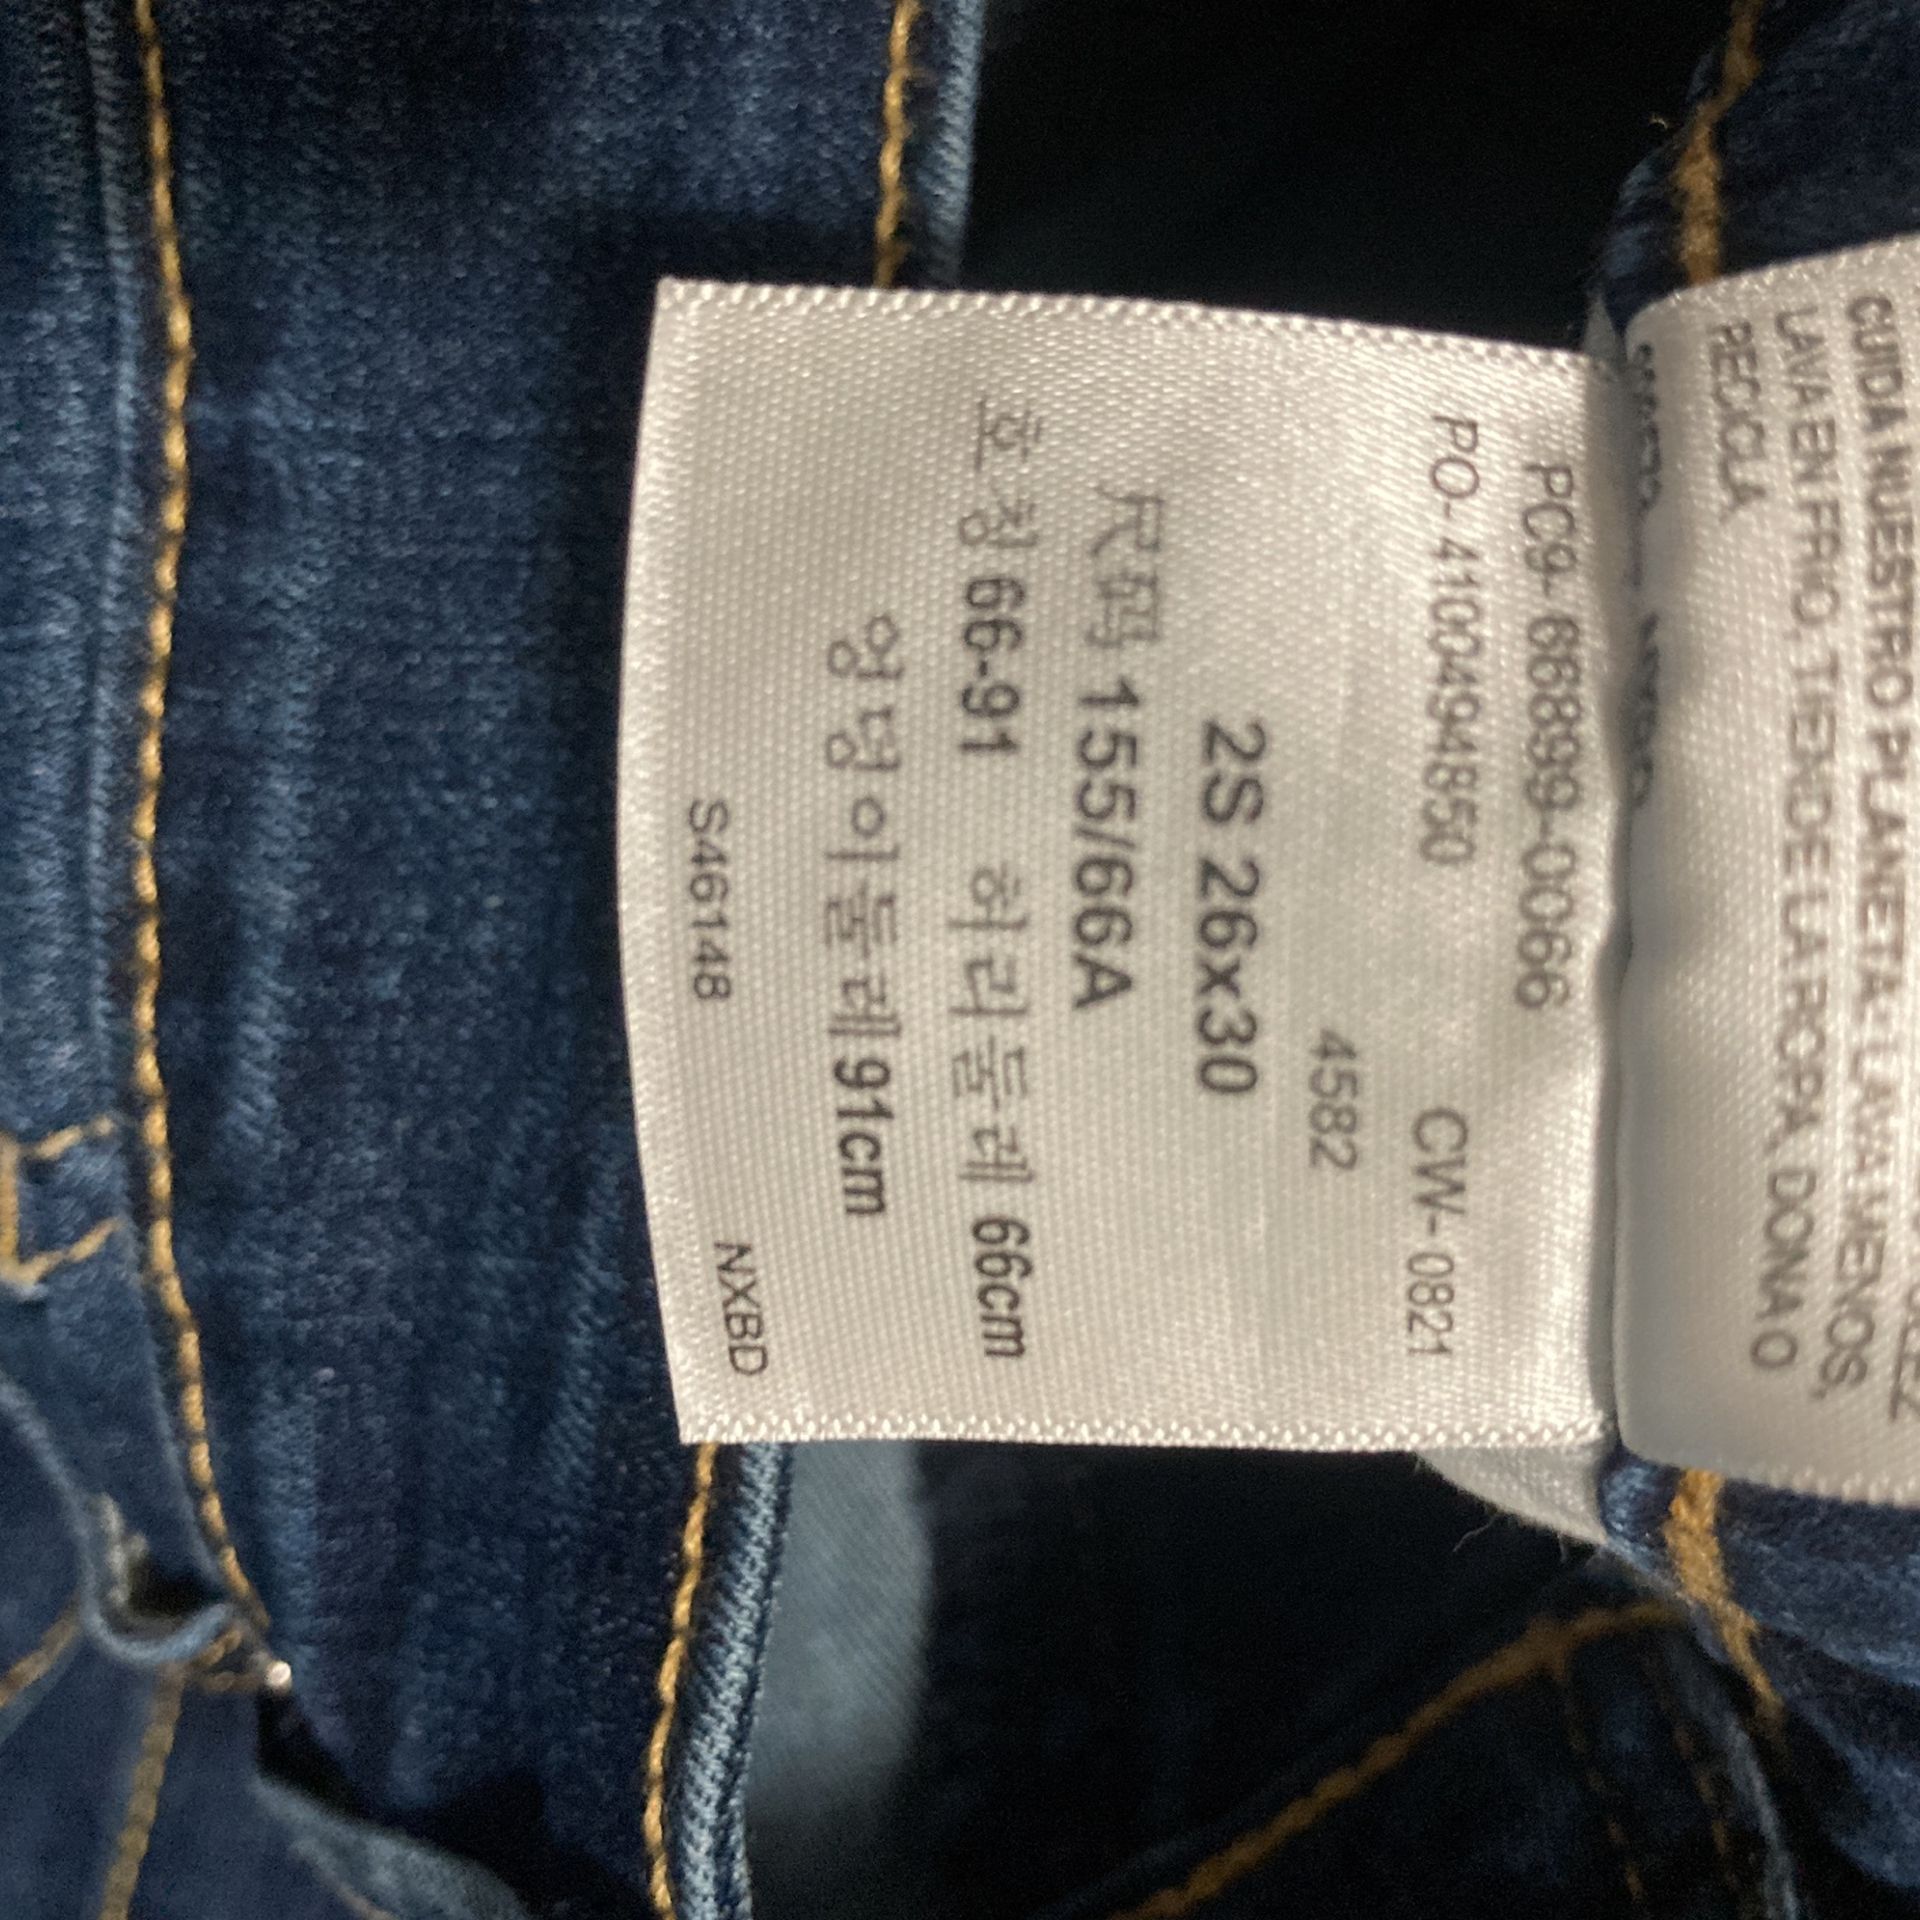 CUIDA NUESTRO PLANETA: LAVA MENOS,
LAVA EN FRIO, TIENDE LA ROPA, DONA O
RECICLA
PC9- 66899-0066
PO- 4100494850 CW- 0821
4582
2S 26x30
尺码 155/66A
호칭 66-91 허리둘레 66cm
엉덩이둘레 91cm
S46148 NXBD